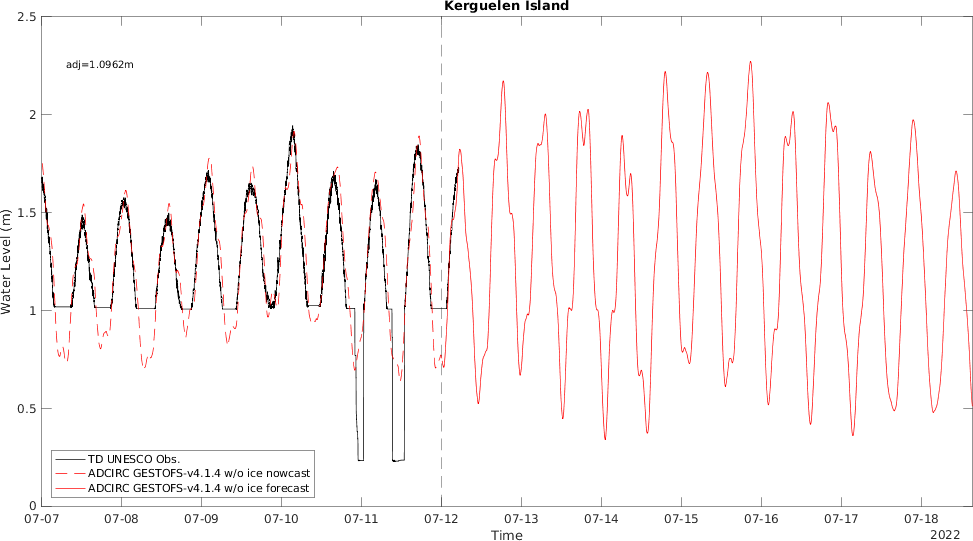 Kerguelen Island
2.5
adj=1.0962m
2
1.5
Water Level (m)
1
0.5
TD UNESCO Obs.
ADCIRC GESTOFS-v4.1.4 w/o ice nowcast
ADCIRC GESTOFS-v4.1.4 w/o ice forecast
0
07-07 07-08 07-09 07-10 07-11 07-12 07-13 07-14 07-15 07-16 07-17 07-18
Time
2022